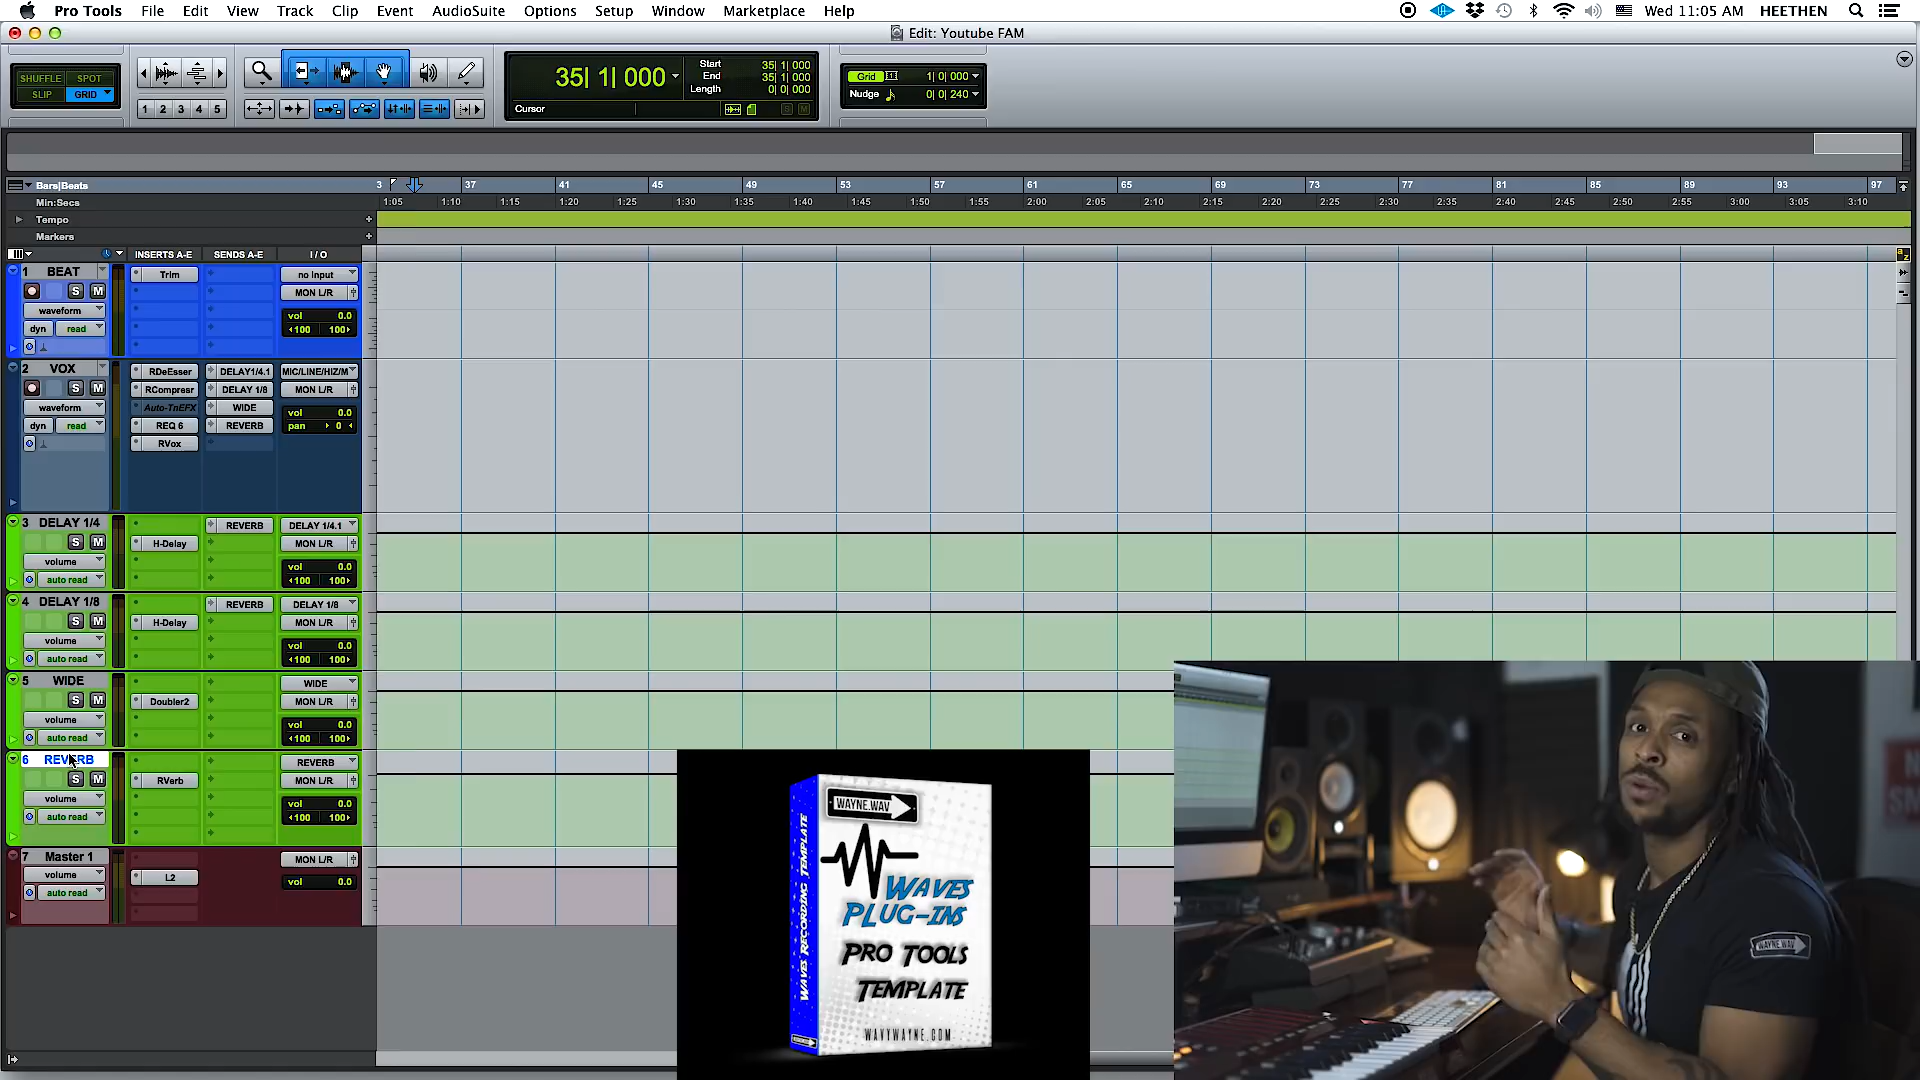 Pro Tools File Edit View Track Clip Event AudioSuite Options Setup Window Marketplace Help Wed 11:05 AM HEETHEN
Edit: Youtube FAM
SHUFFLE SPOT
SLIP GRID
1 2 3 4 5
35| 1| 000
Start 35| 1| 000
End 35| 1| 000
Length 0| 0| 000
Cursor
Grid 1| 0| 000
Nudge 0| 0| 240
Bars|Beats 3 37 41 45 49 53 57 61 65 69 73 77 81 85 89 93 97
Min:Secs 1:05 1:10 1:15 1:20 1:25 1:30 1:35 1:40 1:45 1:50 1:55 2:00 2:05 2:10 2:15 2:20 2:25 2:30 2:35 2:40 2:45 2:50 2:55 3:00 3:05 3:10
Tempo
Markers
INSERTS A-E SENDS A-E I / O
1 BEAT Trim no input
S M MON L/R
waveform vol 0.0
dyn read 100 100
2 VOX RDeEsser DELAY1/4.1 MIC/LINE/HIZ/M
S M RCompresr DELAY 1/8 MON L/R
waveform Auto-TnEFX WIDE vol 0.0
dyn read REQ 6 REVERB pan 0
RVox
3 DELAY 1/4 REVERB DELAY 1/4.1
S M H-Delay MON L/R
volume vol 0.0
auto read 100 100
4 DELAY 1/8 REVERB DELAY 1/8
S M H-Delay MON L/R
volume vol 0.0
auto read 100 100
5 WIDE WIDE
S M Doubler2 MON L/R
volume vol 0.0
auto read 100 100
6 REVERB REVERB
S M RVerb MON L/R
volume vol 0.0
auto read 100 100
7 Master 1 MON L/R
volume L2 vol 0.0
auto read
WAYNE.WAV
WAVES
PLUG-INS
PRO TOOLS
TEMPLATE
WAVYWAYNE.COM
WAVES RECORDING TEMPLATE
WAYNE.WAV